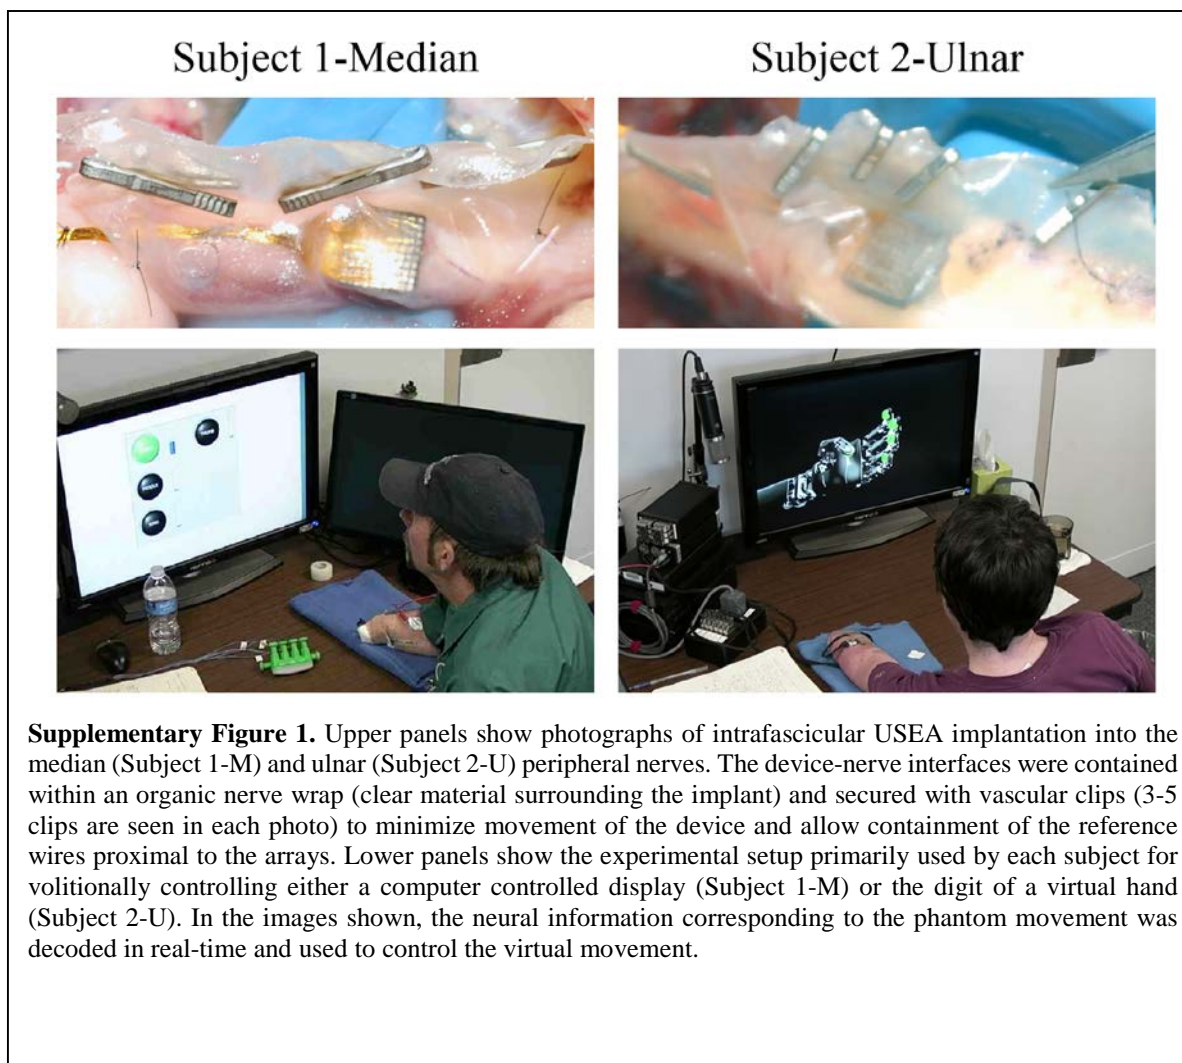 Subject 1-Median
Subject 2-Ulnar
Supplementary Figure 1. Upper panels show photographs of intrafascicular USEA implantation into the
median (Subject 1-M) and ulnar (Subject 2-U) peripheral nerves. The device-nerve interfaces were contained
within an organic nerve wrap (clear material surrounding the implant) and secured with vascular clips (3-5
clips are seen in each photo) to minimize movement of the device and allow containment of the reference
wires proximal to the arrays. Lower panels show the experimental setup primarily used by each subject for
volitionally controlling either a computer controlled display (Subject 1-M) or the digit of a virtual hand
(Subject 2-U). In the images shown, the neural information corresponding to the phantom movement was
decoded in real-time and used to control the virtual movement.